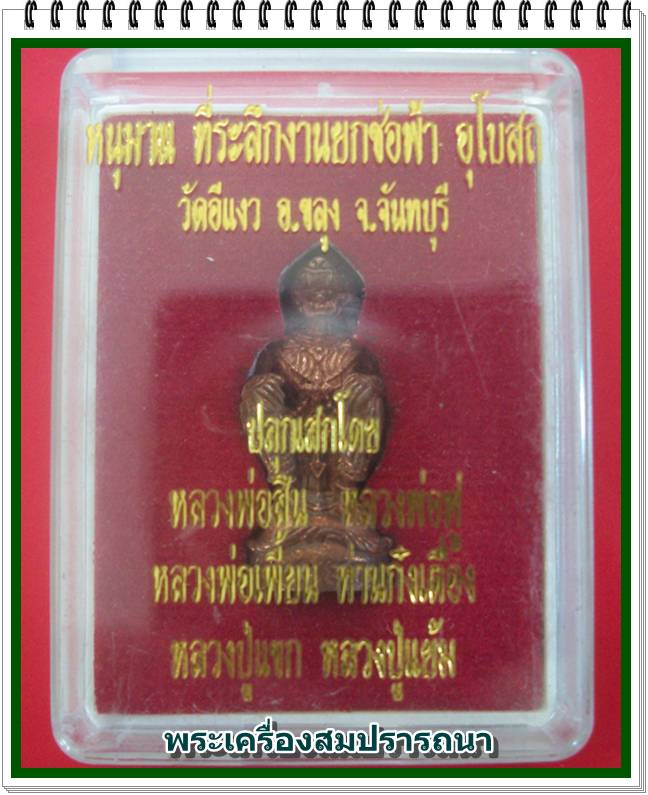 หนุมาน ที่ระลึกงานยกช่อฟ้า อุโบสถ
วัดอีแงว อ.ขลุง จ.จันทบุรี
ปลุกเสกโดย
หลวงพ่อสิน หลวงพ่อฟู
หลวงพ่อเพียน ท่านกิ๊งเตื่อง
หลวงปู่แขก หลวงปู่แย้ม
พระเครื่องสมปรารถนา